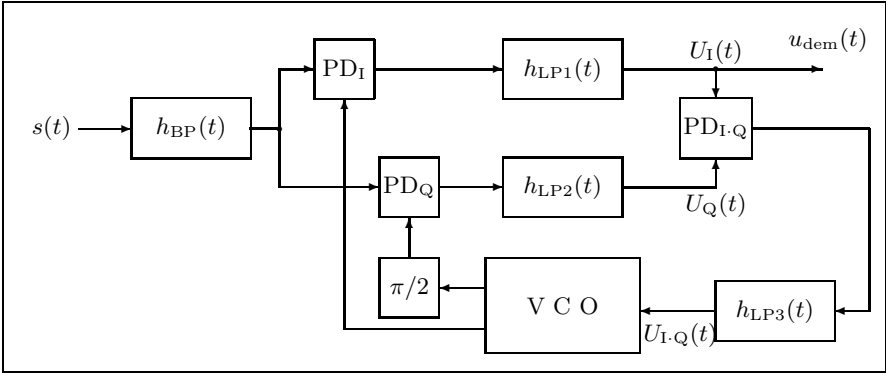 u_dem(t)
U_I(t)
PD_I
h_LP1(t)
s(t)
h_BP(t)
PD_I·Q
PD_Q
h_LP2(t)
U_Q(t)
π/2
V C O
h_LP3(t)
U_I·Q(t)